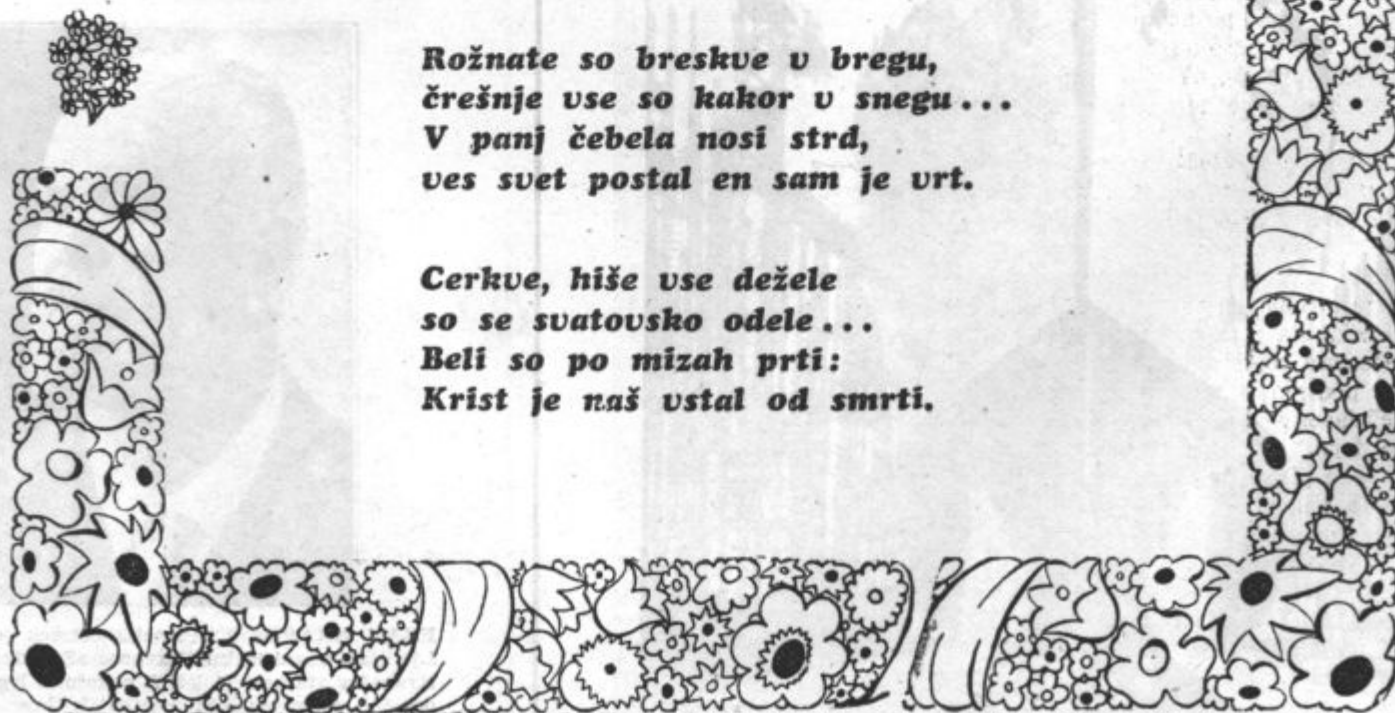 Rožnate so breskve v bregu,
črešnje vse so kakor v snegu...
V panj čebela nosi strd,
ves svet postal en sam je vrt.
Cerkve, hiše vse dežele
so se svatovsko odele...
Beli so po mizah prti:
Krist je naš vstal od smrti.